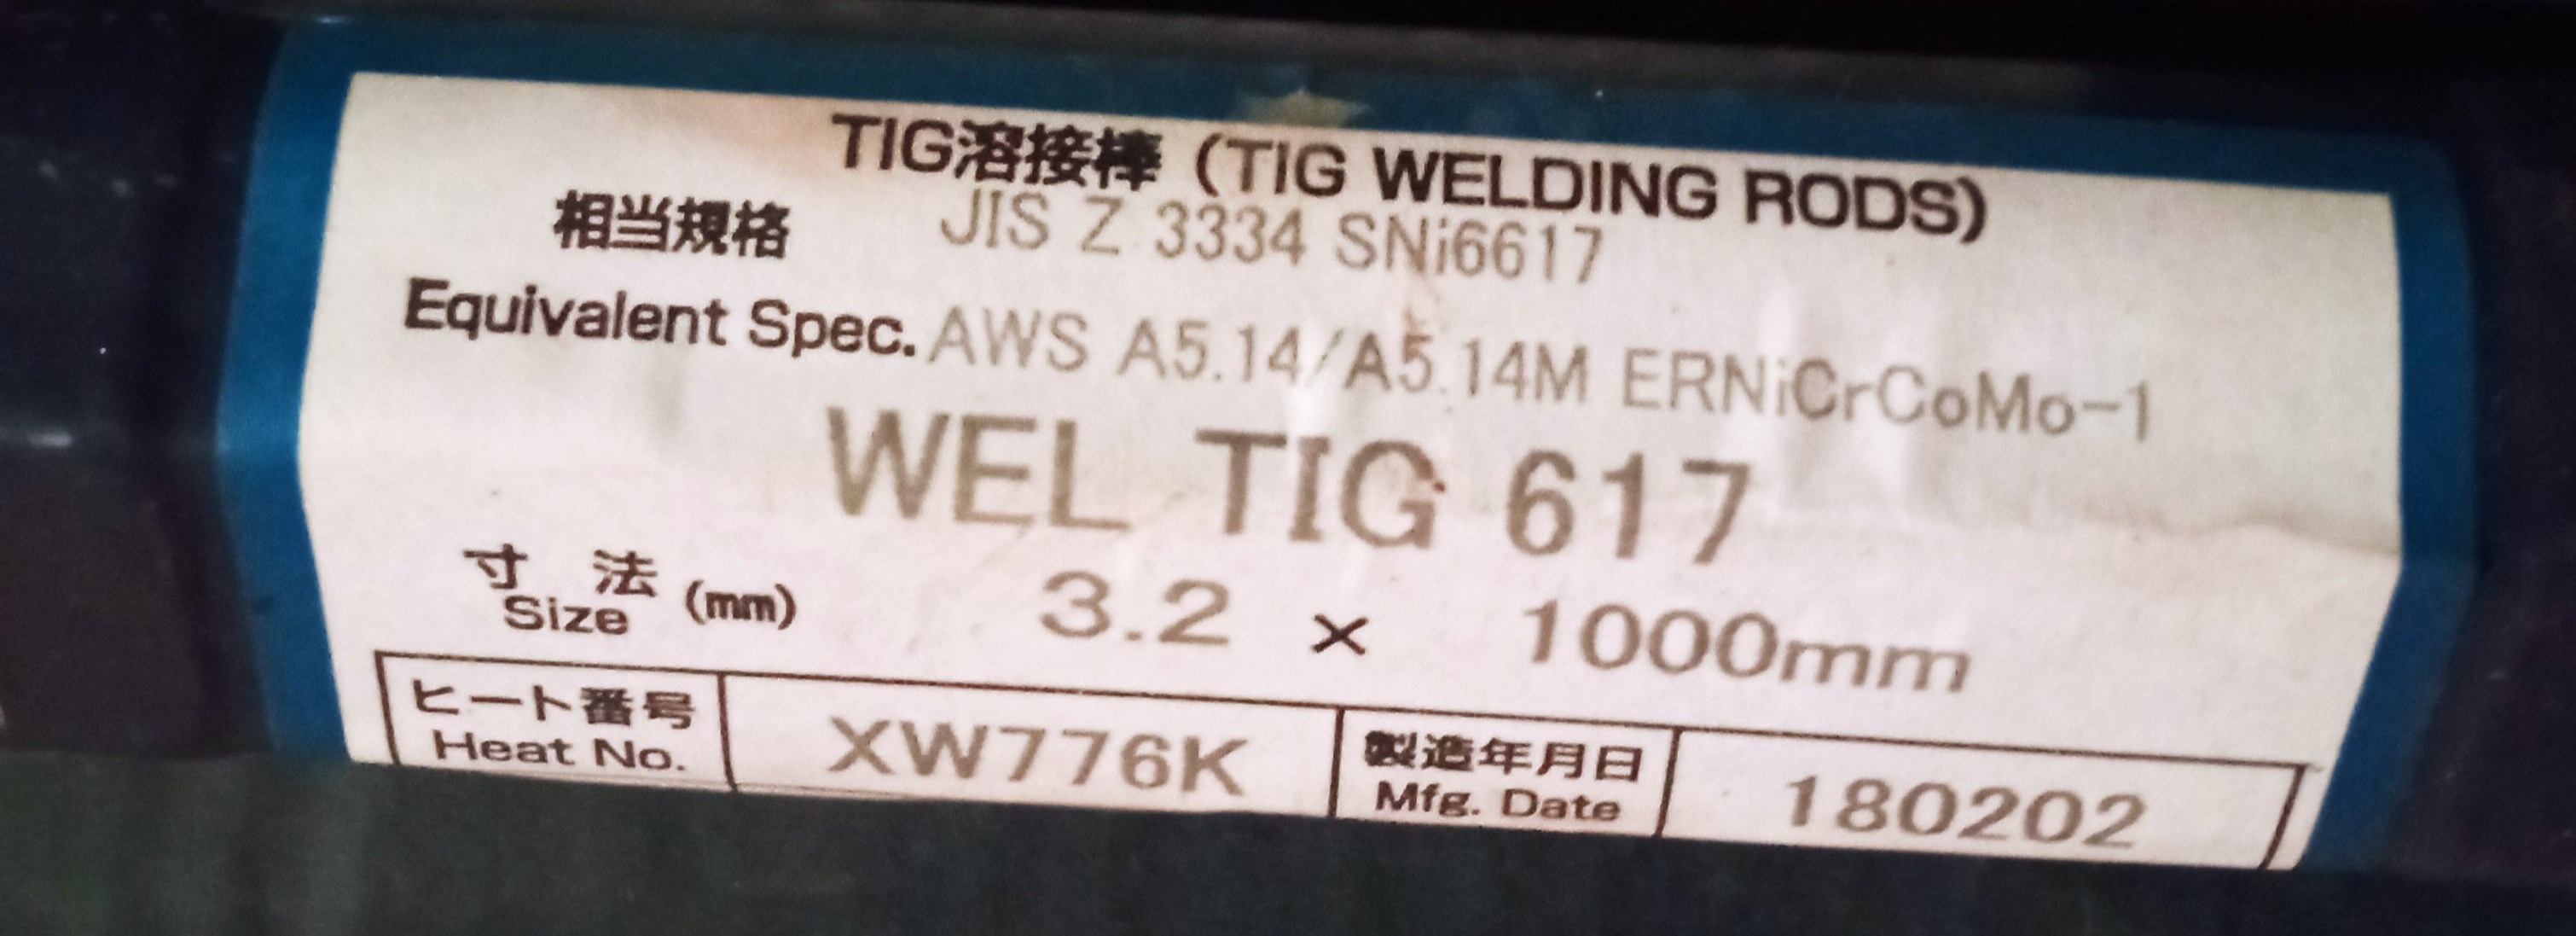 TIG溶接棒 (TIG WELDING RODS)
相当規格 JIS Z 3334 SNi6617
Equivalent Spec. AWS A5.14/A5.14M ERNiCrCoMo-1
WEL TIG 617
寸 法 (mm) 3.2 × 1000mm
Size
ヒート番号 XW776K 製造年月日 180202
Heat No. Mfg. Date